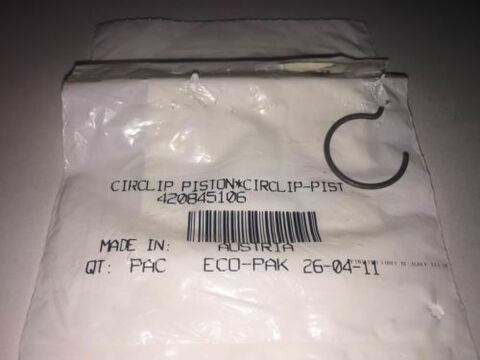 CIRCLIP PISTON*CIRCLIP-PIST
420845106
MADE IN: AUSTRIA
QT: PAC ECO-PAK 26-04-11